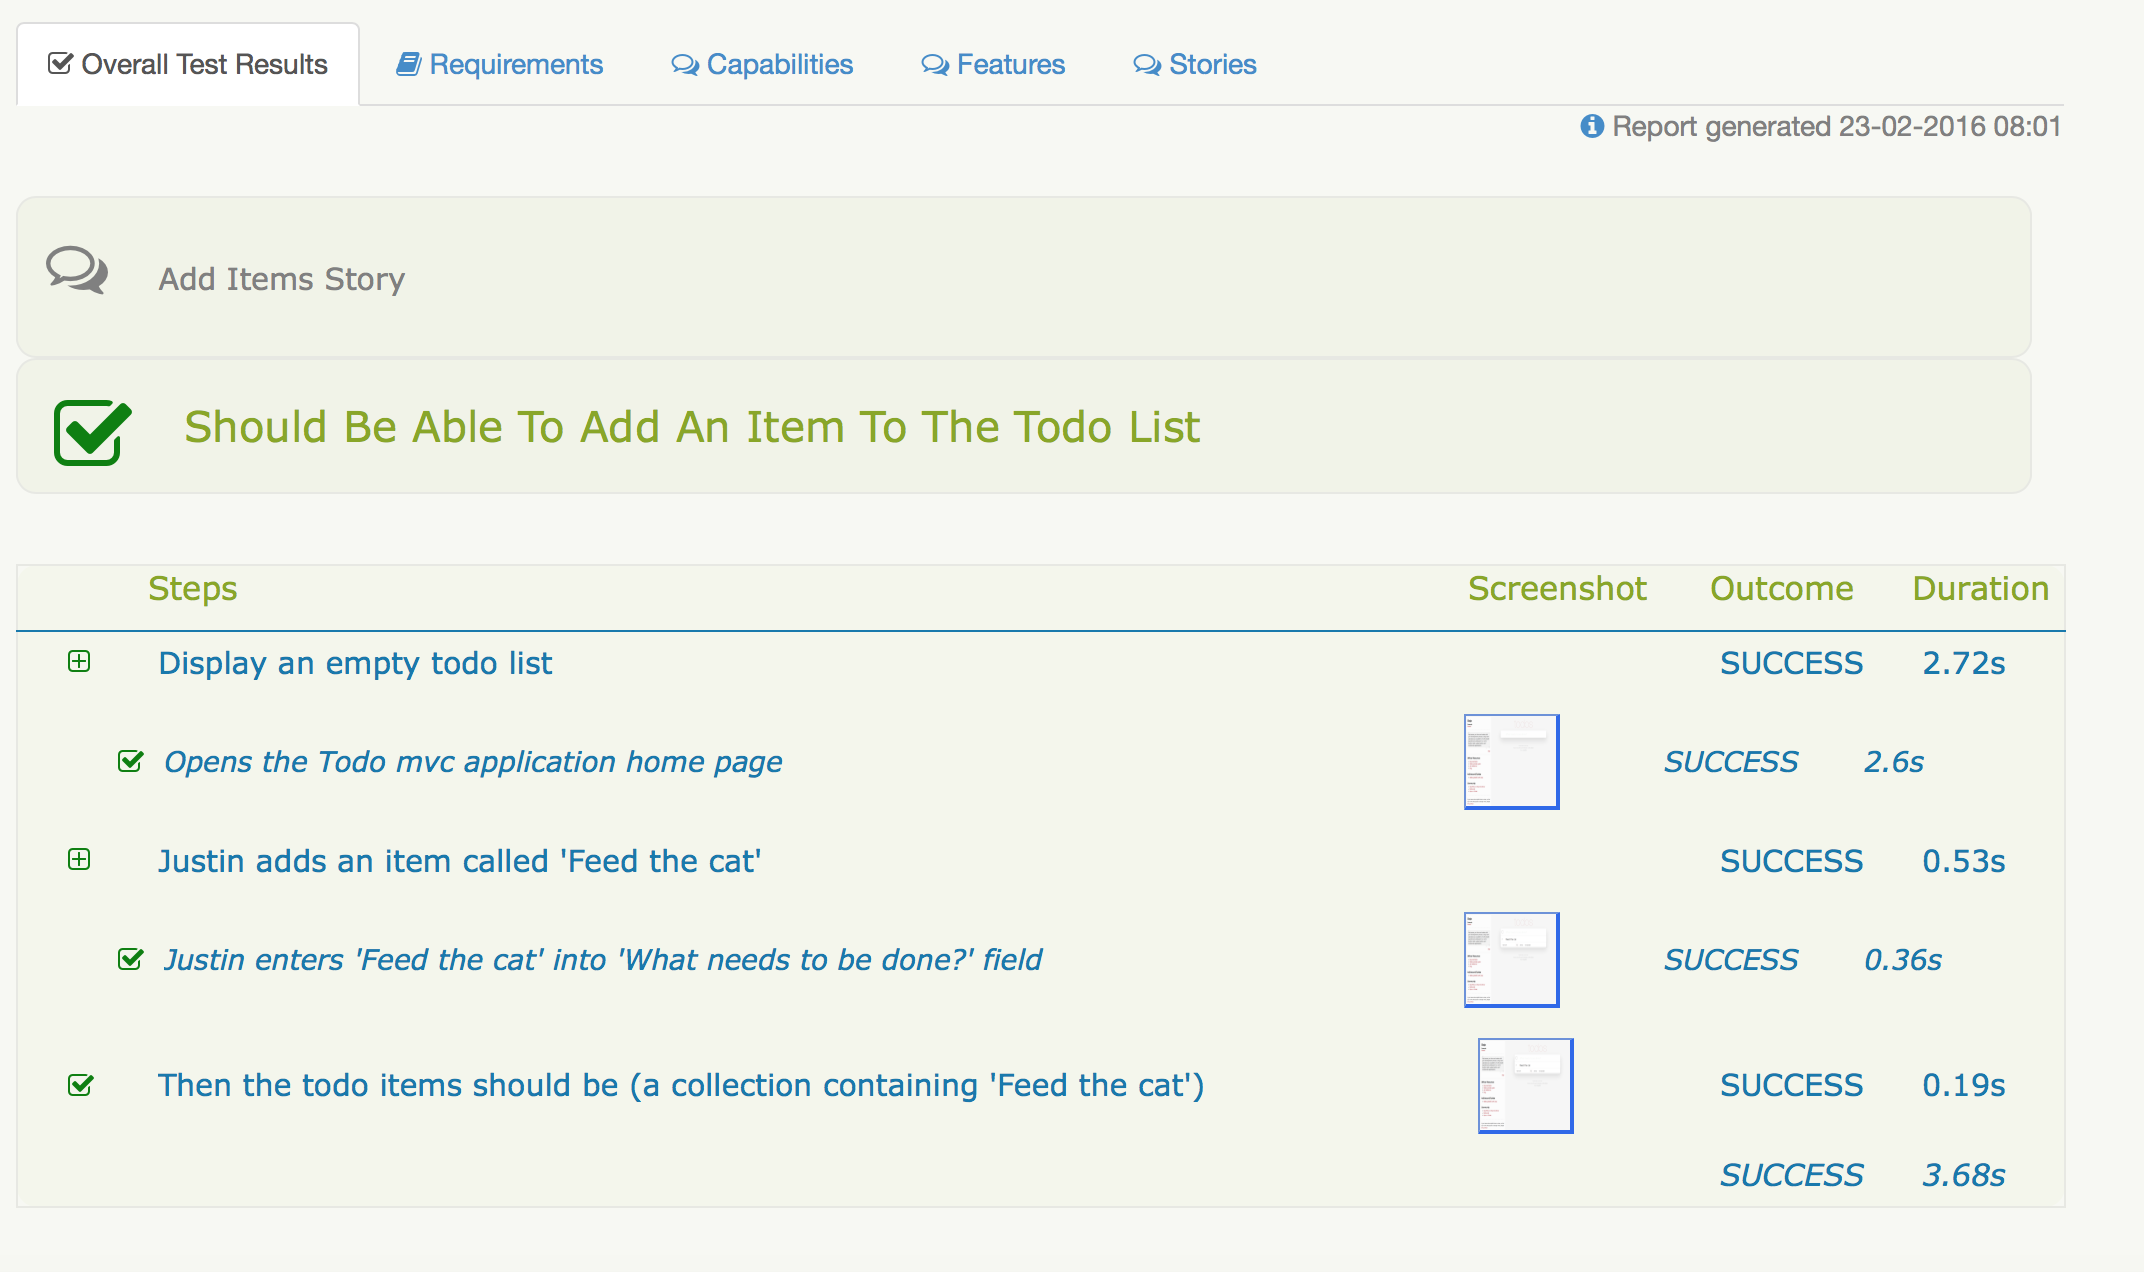 Overall Test Results Requirements Capabilities Features Stories
Report generated 23-02-2016 08:01
Add Items Story
Should Be Able To Add An Item To The Todo List
Steps Screenshot Outcome Duration
Display an empty todo list SUCCESS 2.72s
Opens the Todo mvc application home page SUCCESS 2.6s
Justin adds an item called 'Feed the cat' SUCCESS 0.53s
Justin enters 'Feed the cat' into 'What needs to be done?' field SUCCESS 0.36s
Then the todo items should be (a collection containing 'Feed the cat') SUCCESS 0.19s
SUCCESS 3.68s